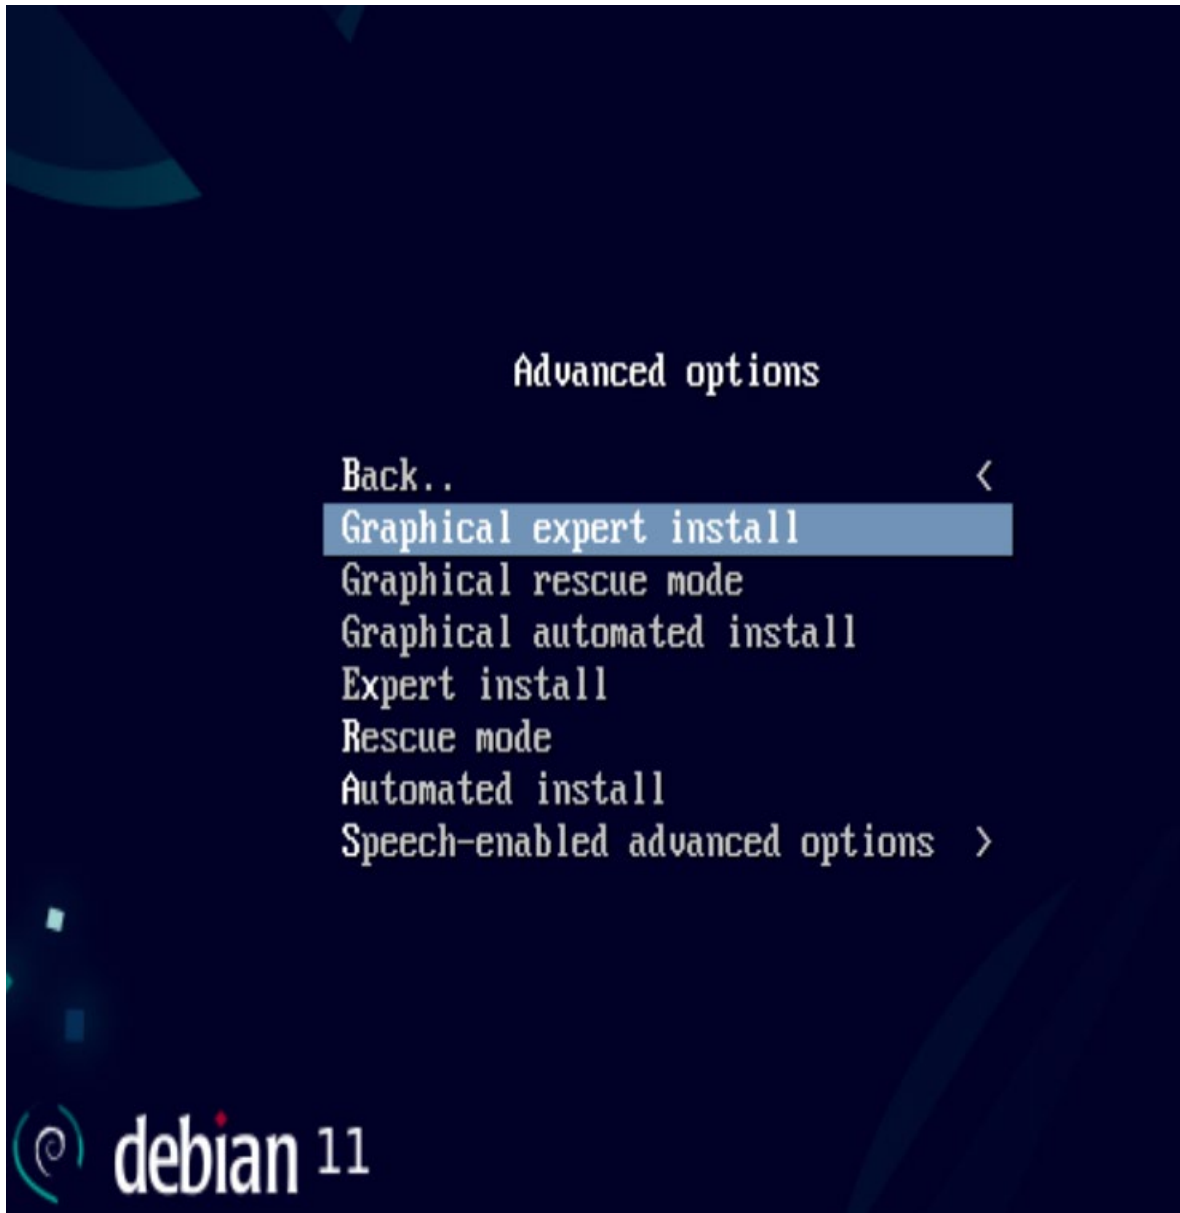 Advanced options
Back.. <
Graphical expert install
Graphical rescue mode
Graphical automated install
Expert install
Rescue mode
Automated install
Speech-enabled advanced options >
debian 11